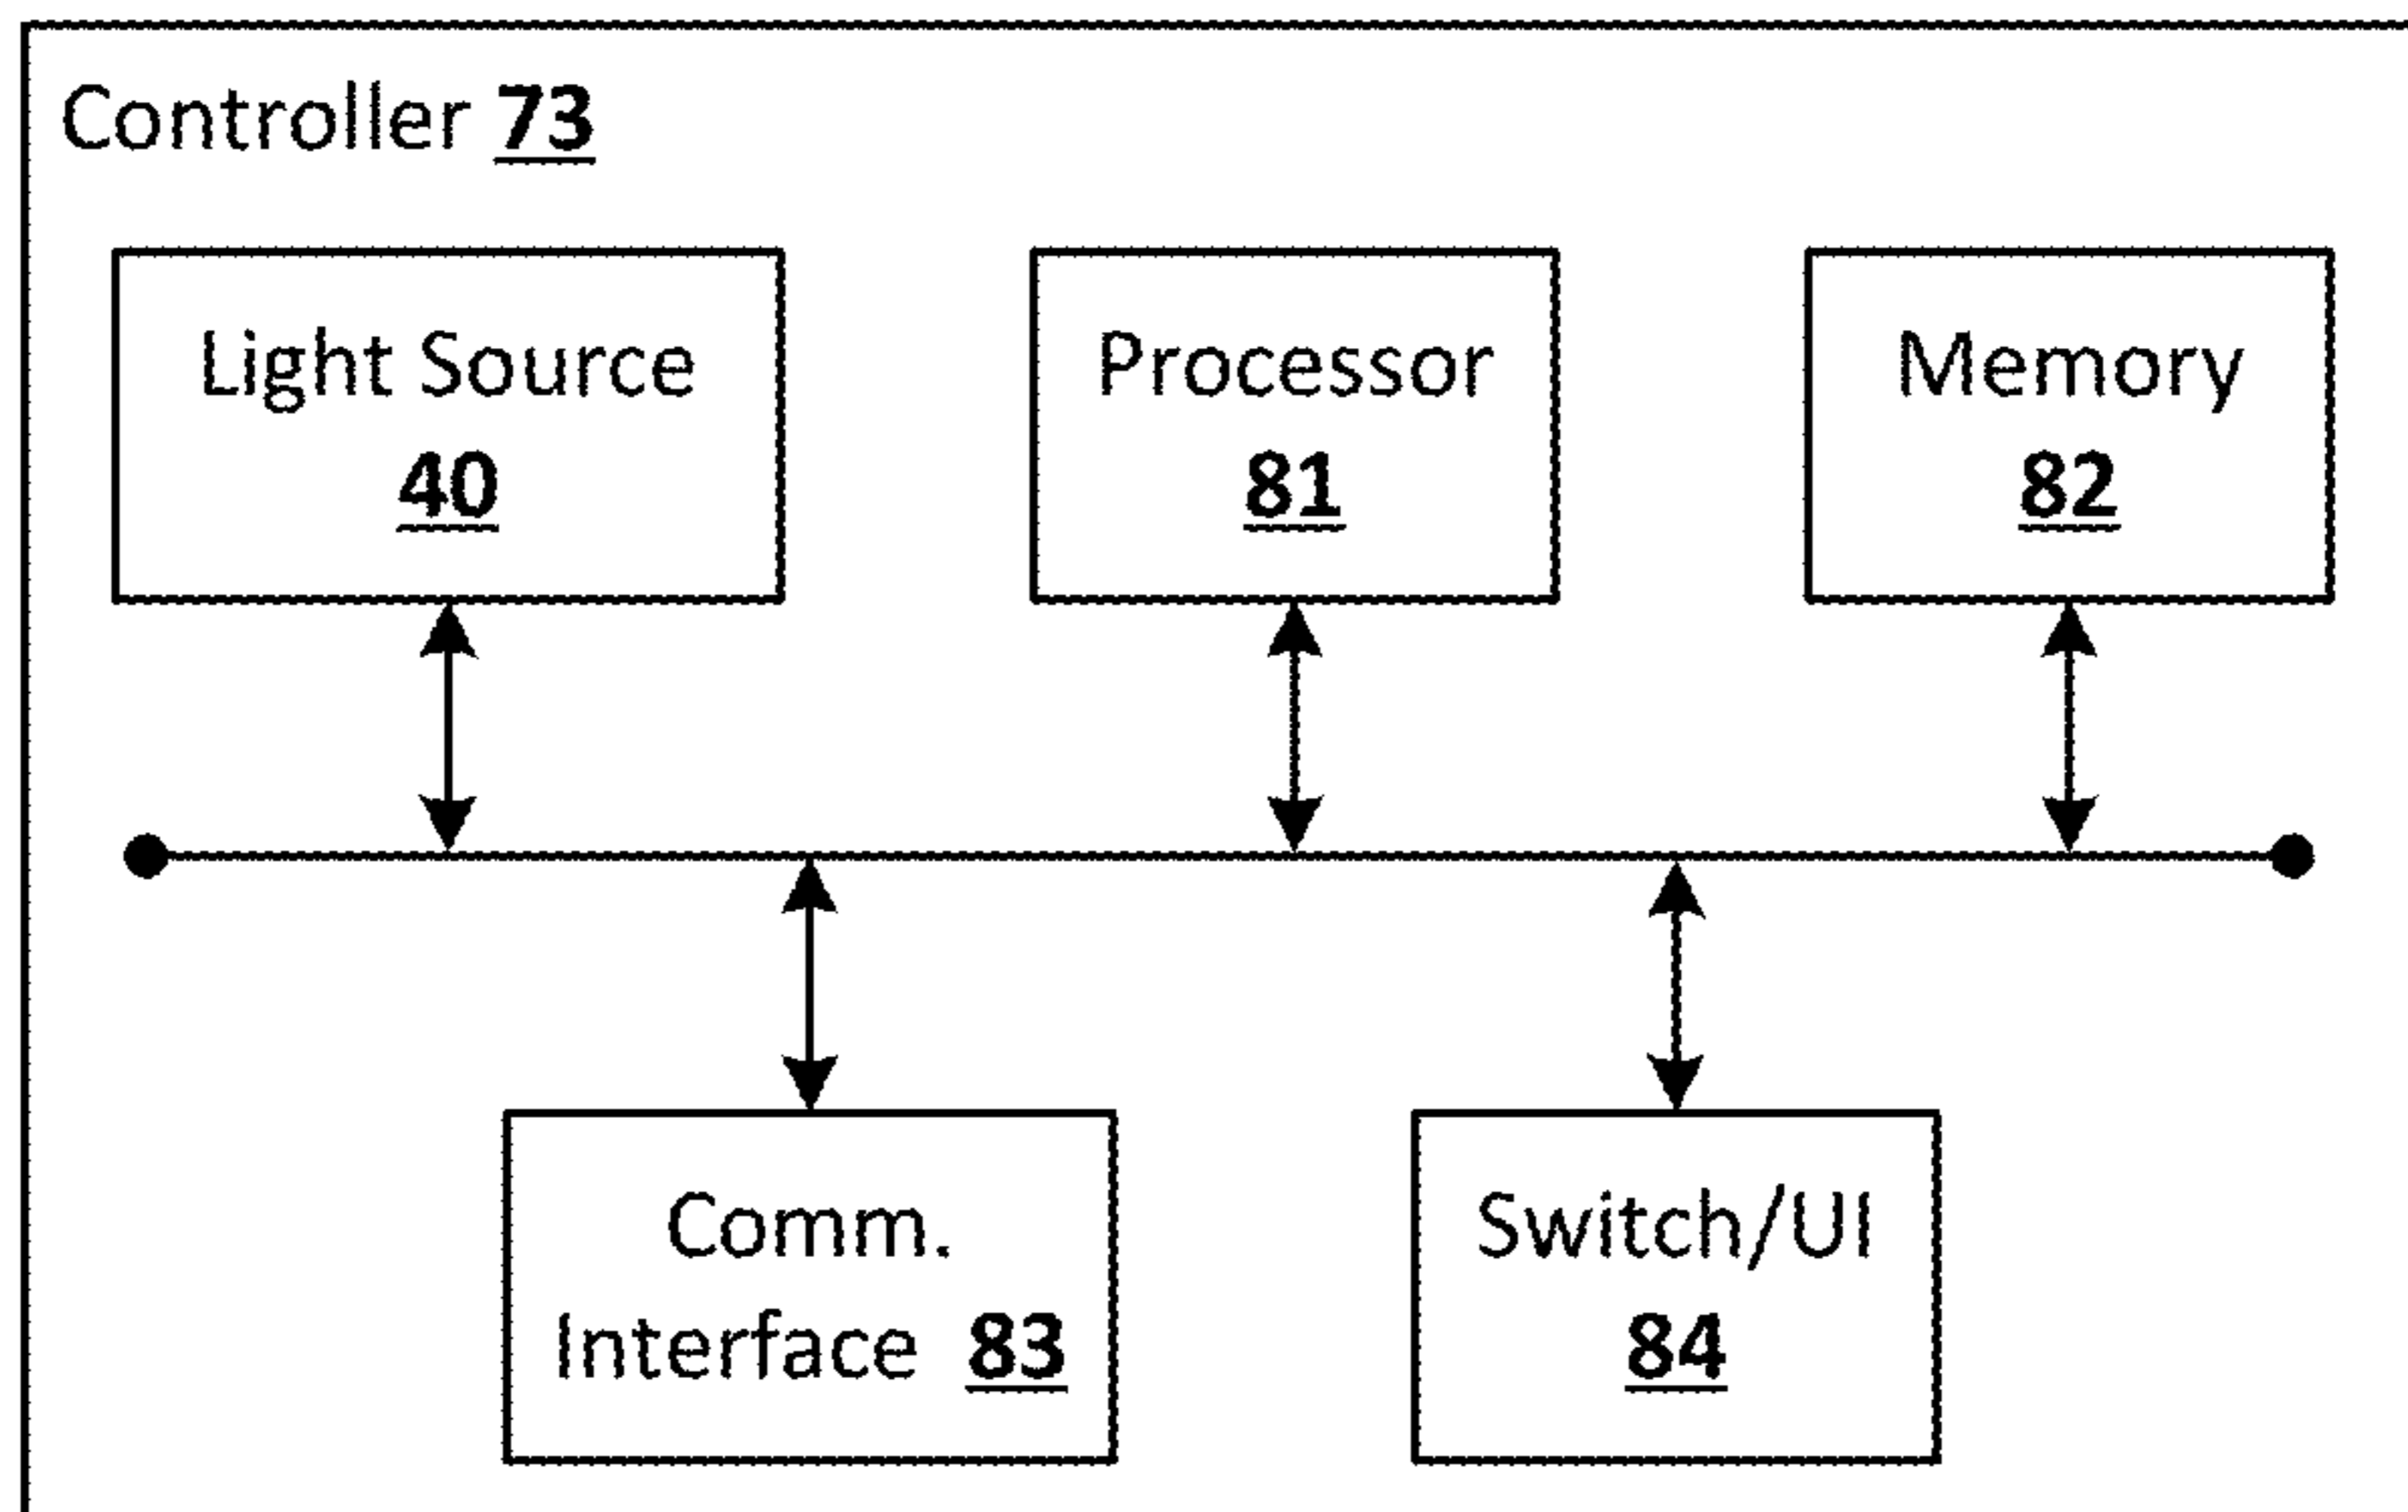 Controller 73
Light Source
40
Processor
81
Memory
82
Comm.
Interface 83
Switch/UI
84